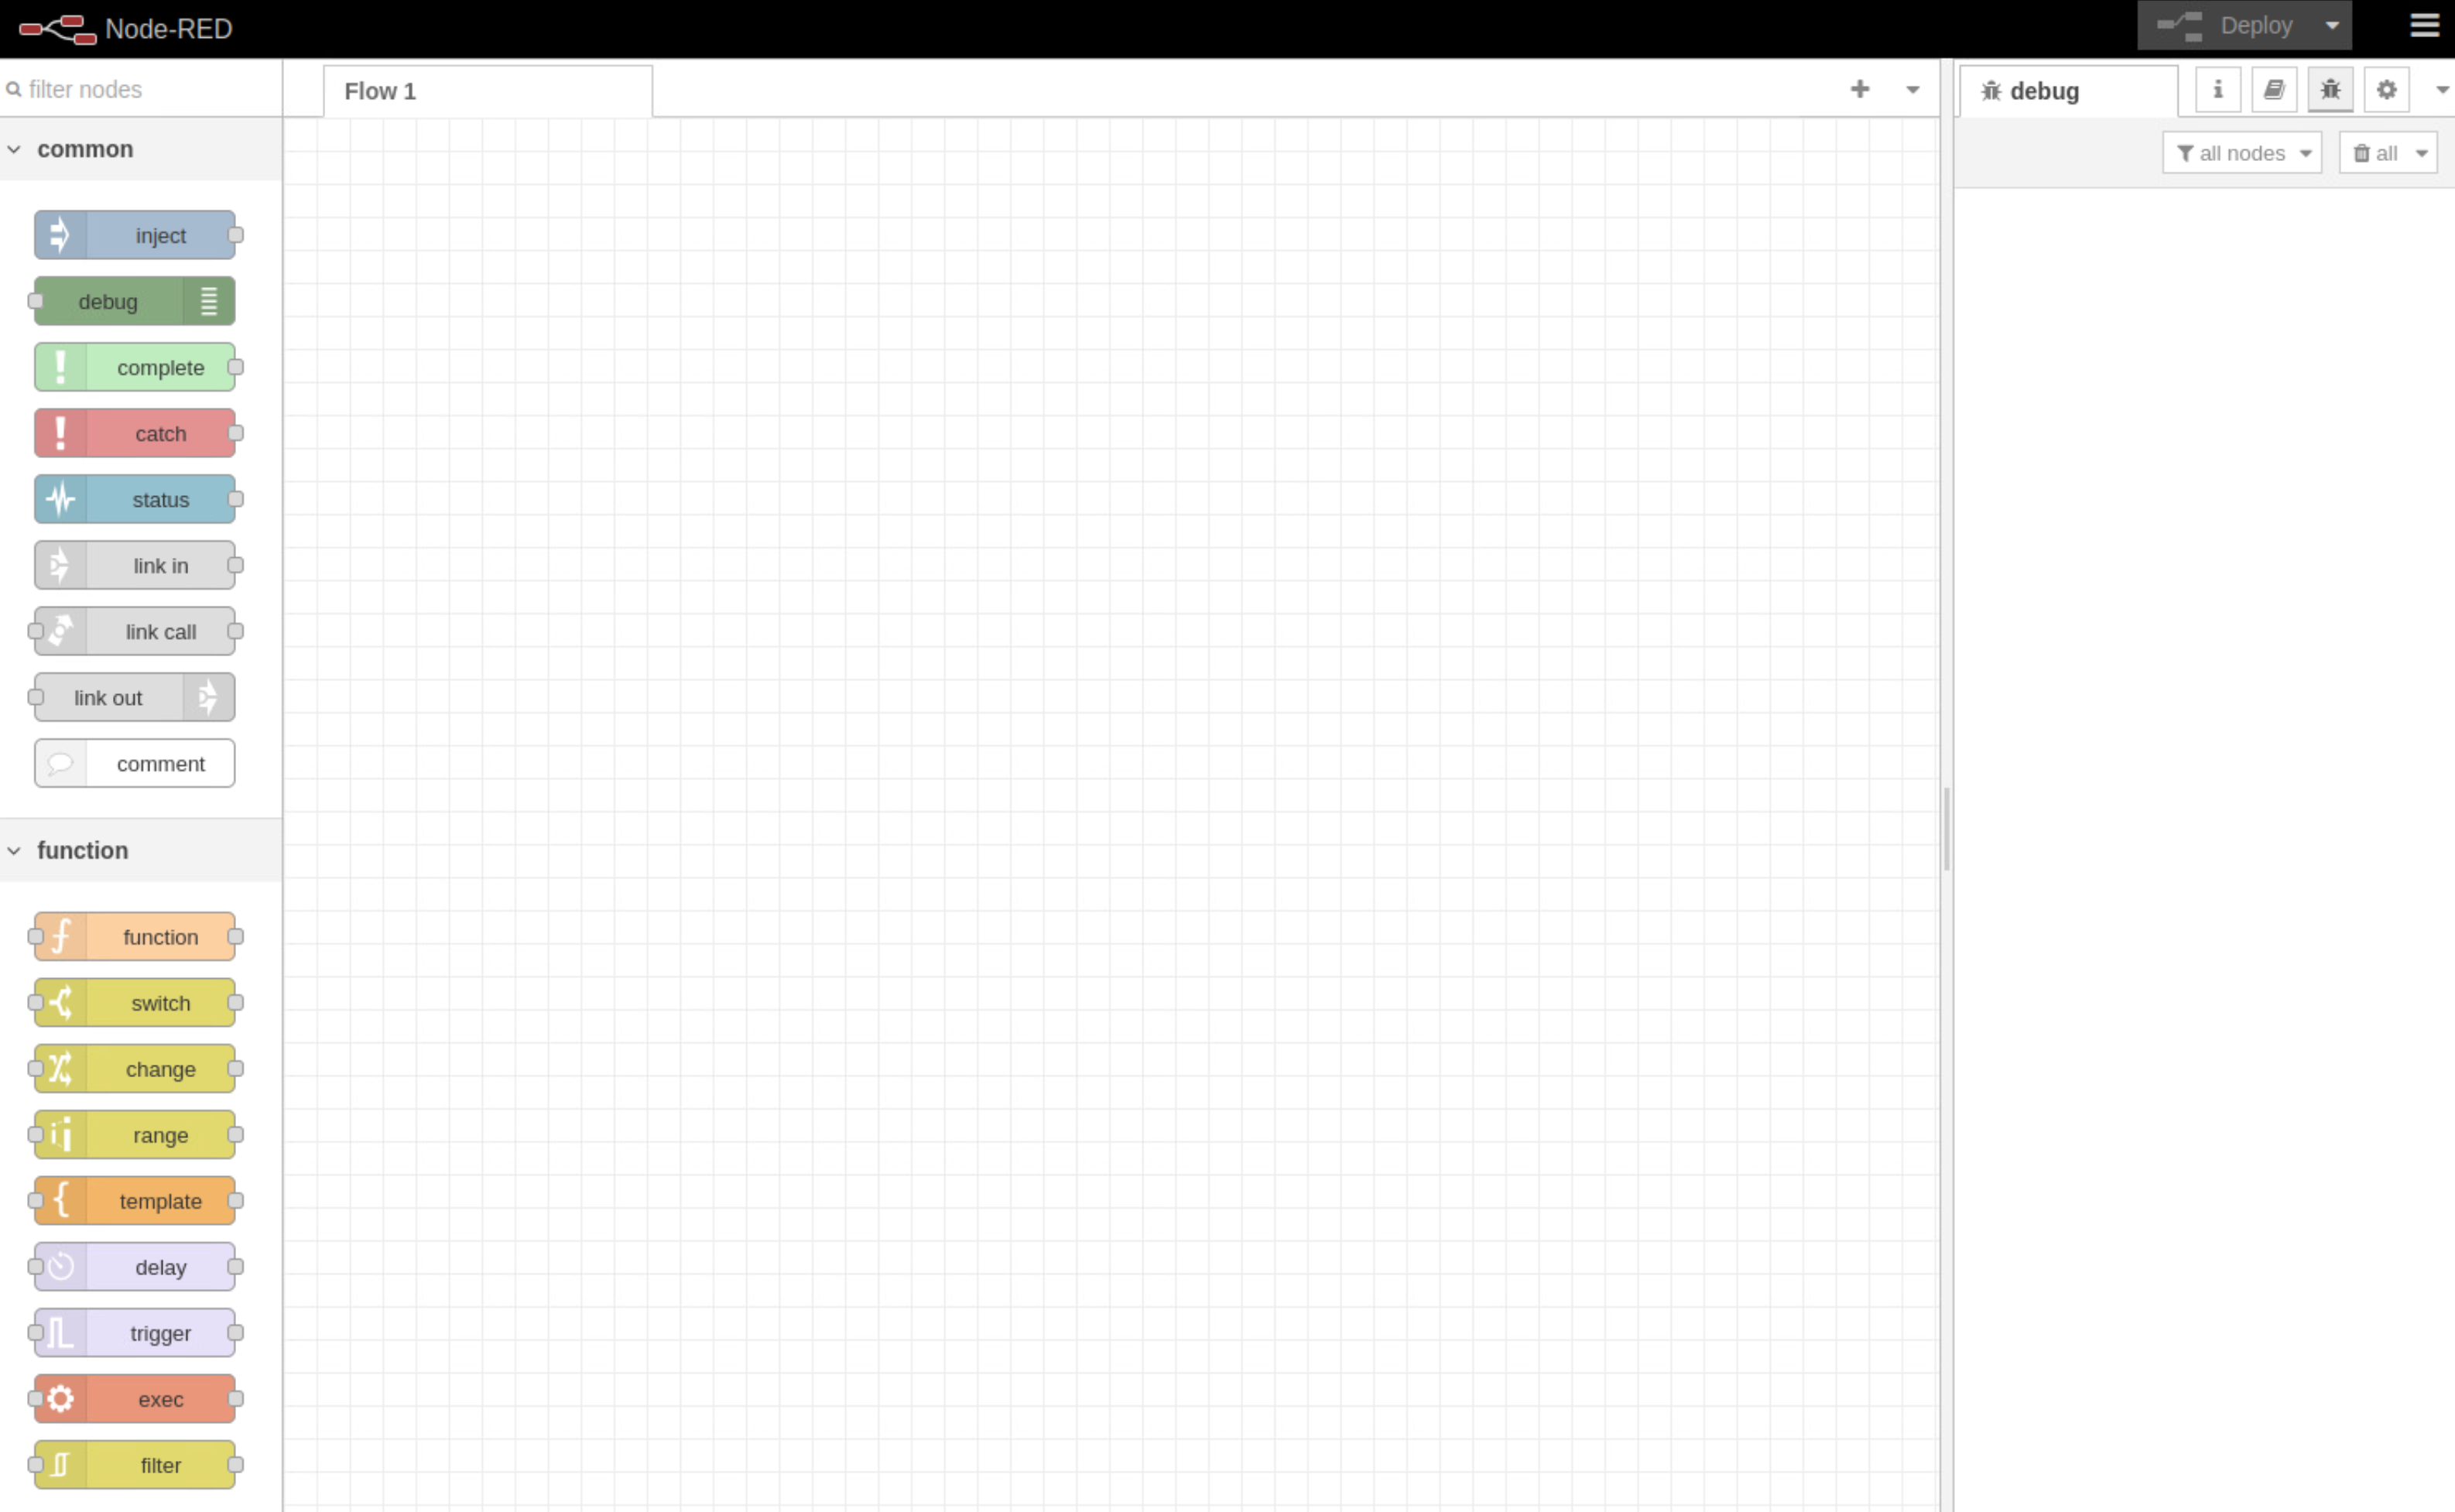 Node-RED
Deploy
filter nodes
Flow 1
debug
all nodes
all
common
inject
debug
complete
catch
status
link in
link call
link out
comment
function
function
switch
change
range
template
delay
trigger
exec
filter